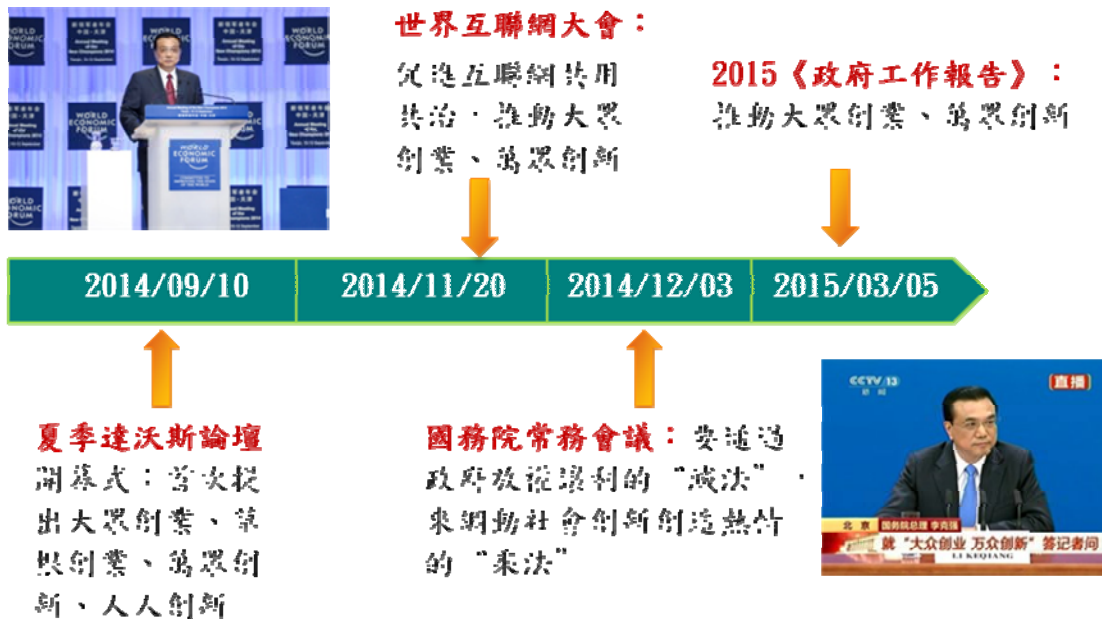 WORLD
ECONOMIC
FORUM
世界互聯網大會：
促進互聯網共用
共治，推動大眾
創業、萬眾創新
2015《政府工作報告》：
推動大眾創業、萬眾創新
2014/09/10
2014/11/20
2014/12/03
2015/03/05
夏季達沃斯論壇
開幕式：首次提
出大眾創業、草
根創業、萬眾創
新、人人創新
國務院常務會議：要通過
政府放權讓利的“減法”，
來調動社會創新創造熱情
的“乘法”
CCTV 13
新闻
直播
北京 国务院总理 李克强
就“大众创业 万众创新”答记者问
LI KEQIANG